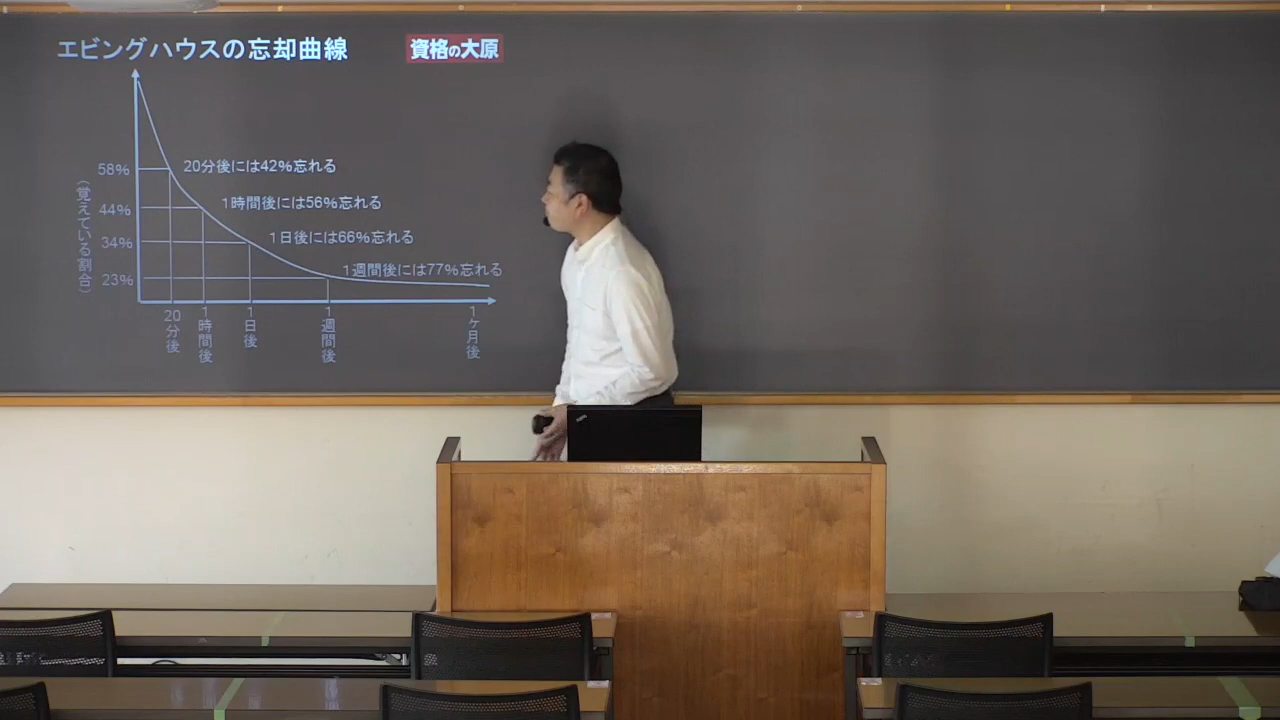 エビングハウスの忘却曲線
資格の大原
58%
20分後には42%忘れる
44%
1時間後には56%忘れる
34%
1日後には66%忘れる
23%
1週間後には77%忘れる
(覚えている割合)
20分後
1時間後
1日後
1週間後
1ヶ月後